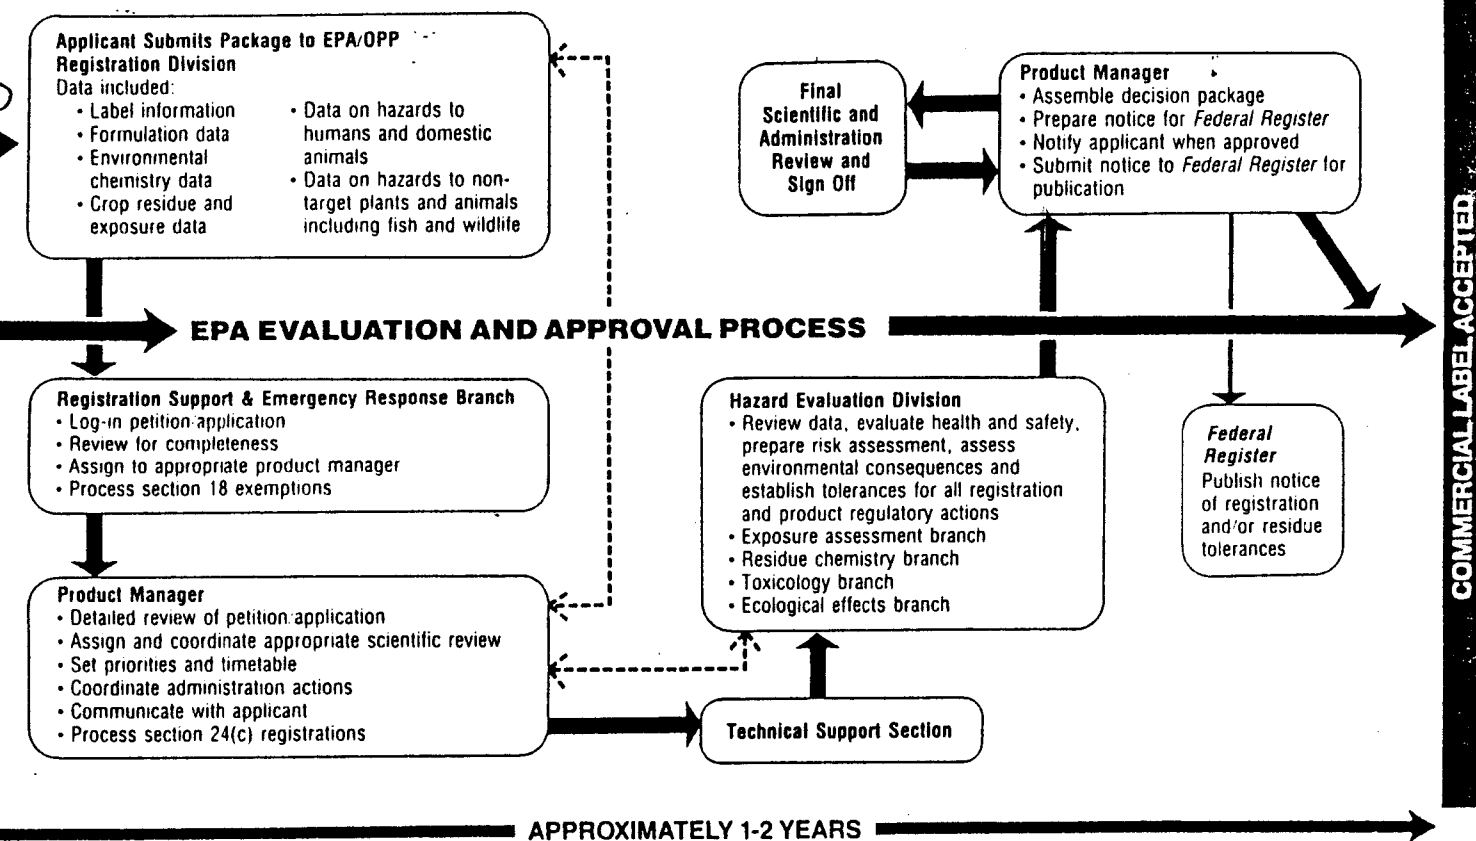 Applicant Submits Package to EPA/OPP
Registration Division
Data included:
• Label information
• Formulation data
• Environmental
chemistry data
• Crop residue and
exposure data
• Data on hazards to
humans and domestic
animals
• Data on hazards to non-
target plants and animals
including fish and wildlife
Final
Scientific and
Administration
Review and
Sign Off
Product Manager
• Assemble decision package
• Prepare notice for Federal Register
• Notify applicant when approved
• Submit notice to Federal Register for
publication
EPA EVALUATION AND APPROVAL PROCESS
Registration Support & Emergency Response Branch
• Log-in petition/application
• Review for completeness
• Assign to appropriate product manager
• Process section 18 exemptions
Product Manager
• Detailed review of petition/application
• Assign and coordinate appropriate scientific review
• Set priorities and timetable
• Coordinate administration actions
• Communicate with applicant
• Process section 24(c) registrations
Hazard Evaluation Division
• Review data, evaluate health and safety,
prepare risk assessment, assess
environmental consequences and
establish tolerances for all registration
and product regulatory actions
• Exposure assessment branch
• Residue chemistry branch
• Toxicology branch
• Ecological effects branch
Technical Support Section
Federal
Register
Publish notice
of registration
and/or residue
tolerances
COMMERCIAL LABEL ACCEPTED
APPROXIMATELY 1-2 YEARS